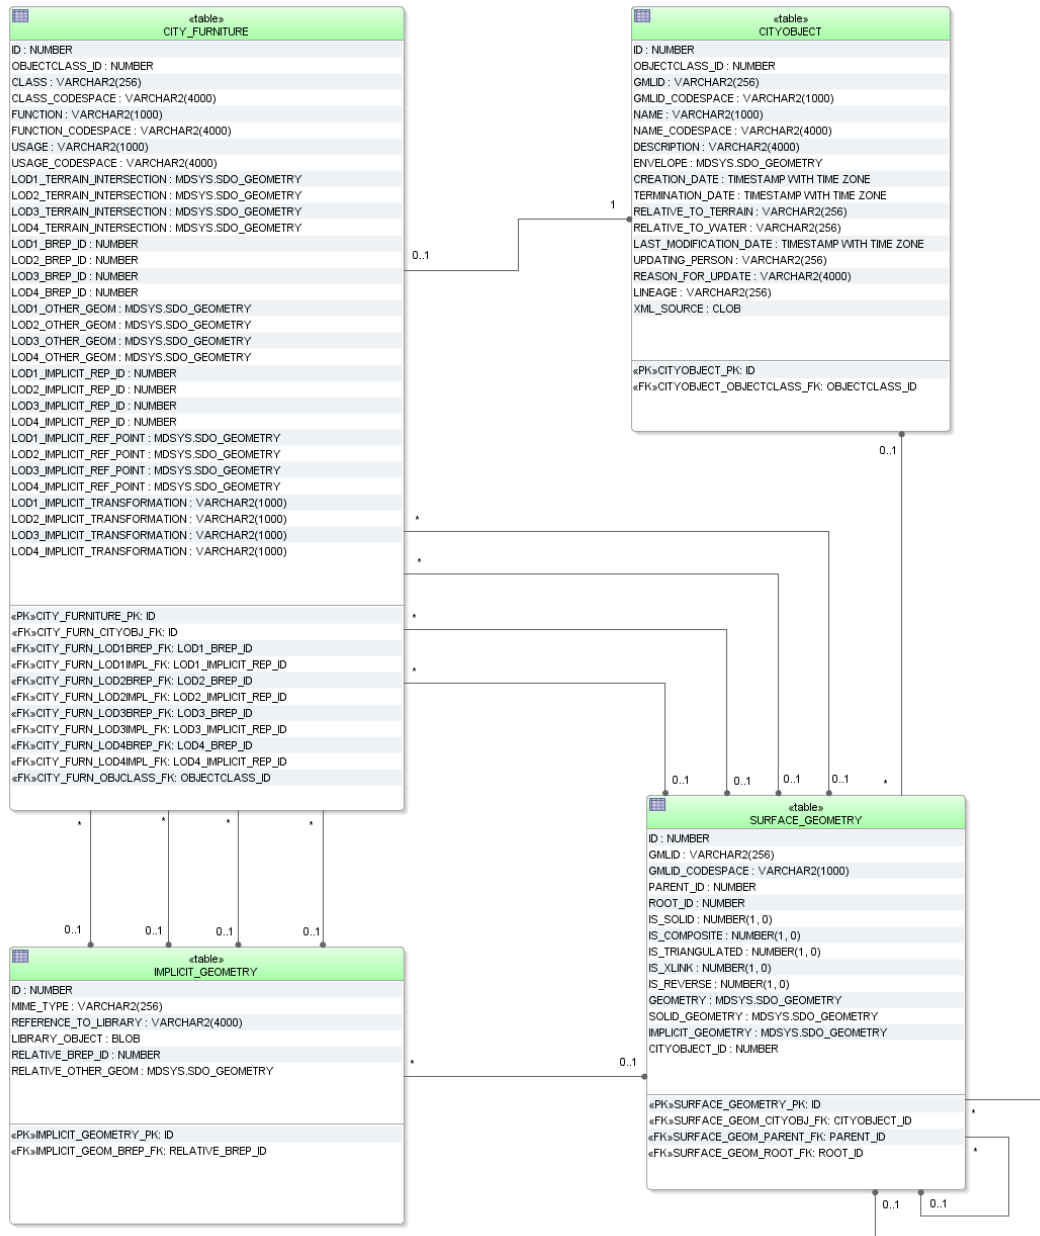 «table»
CITY_FURNITURE
ID : NUMBER
OBJECTCLASS_ID : NUMBER
CLASS : VARCHAR2(256)
CLASS_CODESPACE : VARCHAR2(4000)
FUNCTION : VARCHAR2(1000)
FUNCTION_CODESPACE : VARCHAR2(4000)
USAGE : VARCHAR2(1000)
USAGE_CODESPACE : VARCHAR2(4000)
LOD1_TERRAIN_INTERSECTION : MDSYS.SDO_GEOMETRY
LOD2_TERRAIN_INTERSECTION : MDSYS.SDO_GEOMETRY
LOD3_TERRAIN_INTERSECTION : MDSYS.SDO_GEOMETRY
LOD4_TERRAIN_INTERSECTION : MDSYS.SDO_GEOMETRY
LOD1_BREP_ID : NUMBER
LOD2_BREP_ID : NUMBER
LOD3_BREP_ID : NUMBER
LOD4_BREP_ID : NUMBER
LOD1_OTHER_GEOM : MDSYS.SDO_GEOMETRY
LOD2_OTHER_GEOM : MDSYS.SDO_GEOMETRY
LOD3_OTHER_GEOM : MDSYS.SDO_GEOMETRY
LOD4_OTHER_GEOM : MDSYS.SDO_GEOMETRY
LOD1_IMPLICIT_REP_ID : NUMBER
LOD2_IMPLICIT_REP_ID : NUMBER
LOD3_IMPLICIT_REP_ID : NUMBER
LOD4_IMPLICIT_REP_ID : NUMBER
LOD1_IMPLICIT_REF_POINT : MDSYS.SDO_GEOMETRY
LOD2_IMPLICIT_REF_POINT : MDSYS.SDO_GEOMETRY
LOD3_IMPLICIT_REF_POINT : MDSYS.SDO_GEOMETRY
LOD4_IMPLICIT_REF_POINT : MDSYS.SDO_GEOMETRY
LOD1_IMPLICIT_TRANSFORMATION : VARCHAR2(1000)
LOD2_IMPLICIT_TRANSFORMATION : VARCHAR2(1000)
LOD3_IMPLICIT_TRANSFORMATION : VARCHAR2(1000)
LOD4_IMPLICIT_TRANSFORMATION : VARCHAR2(1000)
«PK»CITY_FURNITURE_PK: ID
«FK»CITY_FURN_CITYOBJ_FK: ID
«FK»CITY_FURN_LOD1BREP_FK: LOD1_BREP_ID
«FK»CITY_FURN_LOD1IMPL_FK: LOD1_IMPLICIT_REP_ID
«FK»CITY_FURN_LOD2BREP_FK: LOD2_BREP_ID
«FK»CITY_FURN_LOD2IMPL_FK: LOD2_IMPLICIT_REP_ID
«FK»CITY_FURN_LOD3BREP_FK: LOD3_BREP_ID
«FK»CITY_FURN_LOD3IMPL_FK: LOD3_IMPLICIT_REP_ID
«FK»CITY_FURN_LOD4BREP_FK: LOD4_BREP_ID
«FK»CITY_FURN_LOD4IMPL_FK: LOD4_IMPLICIT_REP_ID
«FK»CITY_FURN_OBJCLASS_FK: OBJECTCLASS_ID
«table»
CITYOBJECT
ID : NUMBER
OBJECTCLASS_ID : NUMBER
GMLID : VARCHAR2(256)
GMLID_CODESPACE : VARCHAR2(1000)
NAME : VARCHAR2(1000)
NAME_CODESPACE : VARCHAR2(4000)
DESCRIPTION : VARCHAR2(4000)
ENVELOPE : MDSYS.SDO_GEOMETRY
CREATION_DATE : TIMESTAMP WITH TIME ZONE
TERMINATION_DATE : TIMESTAMP WITH TIME ZONE
RELATIVE_TO_TERRAIN : VARCHAR2(256)
RELATIVE_TO_WATER : VARCHAR2(256)
LAST_MODIFICATION_DATE : TIMESTAMP WITH TIME ZONE
UPDATING_PERSON : VARCHAR2(256)
REASON_FOR_UPDATE : VARCHAR2(4000)
LINEAGE : VARCHAR2(256)
XML_SOURCE : CLOB
«PK»CITYOBJECT_PK: ID
«FK»CITYOBJECT_OBJECTCLASS_FK: OBJECTCLASS_ID
1
0..1
0..1
*
*
*
*
0..1
0..1
0..1
0..1
*
*
*
*
*
0..1
0..1
0..1
0..1
«table»
IMPLICIT_GEOMETRY
ID : NUMBER
MIME_TYPE : VARCHAR2(256)
REFERENCE_TO_LIBRARY : VARCHAR2(4000)
LIBRARY_OBJECT : BLOB
RELATIVE_BREP_ID : NUMBER
RELATIVE_OTHER_GEOM : MDSYS.SDO_GEOMETRY
«PK»IMPLICIT_GEOMETRY_PK: ID
«FK»IMPLICIT_GEOM_BREP_FK: RELATIVE_BREP_ID
*
0..1
«table»
SURFACE_GEOMETRY
ID : NUMBER
GMLID : VARCHAR2(256)
GMLID_CODESPACE : VARCHAR2(1000)
PARENT_ID : NUMBER
ROOT_ID : NUMBER
IS_SOLID : NUMBER(1, 0)
IS_COMPOSITE : NUMBER(1, 0)
IS_TRIANGULATED : NUMBER(1, 0)
IS_XLINK : NUMBER(1, 0)
IS_REVERSE : NUMBER(1, 0)
GEOMETRY : MDSYS.SDO_GEOMETRY
SOLID_GEOMETRY : MDSYS.SDO_GEOMETRY
IMPLICIT_GEOMETRY : MDSYS.SDO_GEOMETRY
CITYOBJECT_ID : NUMBER
«PK»SURFACE_GEOMETRY_PK: ID
«FK»SURFACE_GEOM_CITYOBJ_FK: CITYOBJECT_ID
«FK»SURFACE_GEOM_PARENT_FK: PARENT_ID
«FK»SURFACE_GEOM_ROOT_FK: ROOT_ID
*
*
0..1
0..1